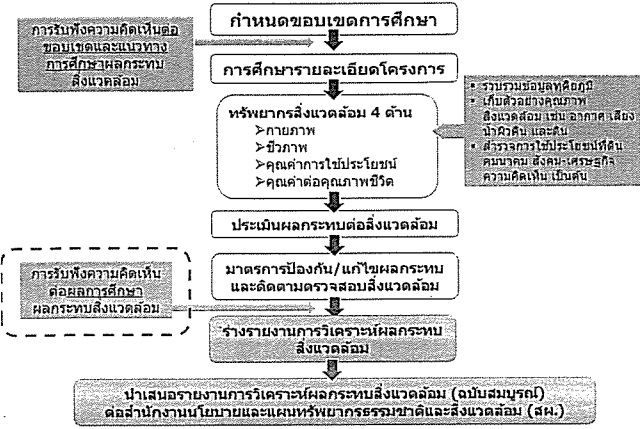 กำหนดขอบเขตการศึกษา
การรับฟังความคิดเห็นต่อ
ขอบเขตและแนวทาง
การศึกษาผลกระทบ
สิ่งแวดล้อม
การศึกษารายละเอียดโครงการ
ทรัพยากรสิ่งแวดล้อม 4 ด้าน
➢กายภาพ
➢ชีวภาพ
➢คุณค่าการใช้ประโยชน์
➢คุณค่าต่อคุณภาพชีวิต
▪ รวบรวมข้อมูลทุติยภูมิ
▪ เก็บตัวอย่างคุณภาพ
สิ่งแวดล้อม เช่น อากาศ เสียง
น้ำผิวดิน และดิน
▪ สำรวจการใช้ประโยชน์ที่ดิน
คมนาคม สังคม-เศรษฐกิจ
ความคิดเห็น เป็นต้น
ประเมินผลกระทบต่อสิ่งแวดล้อม
มาตรการป้องกัน/แก้ไขผลกระทบ
และติดตามตรวจสอบสิ่งแวดล้อม
การรับฟังความคิดเห็น
ต่อผลการศึกษา
ผลกระทบสิ่งแวดล้อม
ร่างรายงานการวิเคราะห์ผลกระทบ
สิ่งแวดล้อม
นำเสนอรายงานการวิเคราะห์ผลกระทบสิ่งแวดล้อม (ฉบับสมบูรณ์)
ต่อสำนักงานนโยบายและแผนทรัพยากรธรรมชาติและสิ่งแวดล้อม (สผ.)